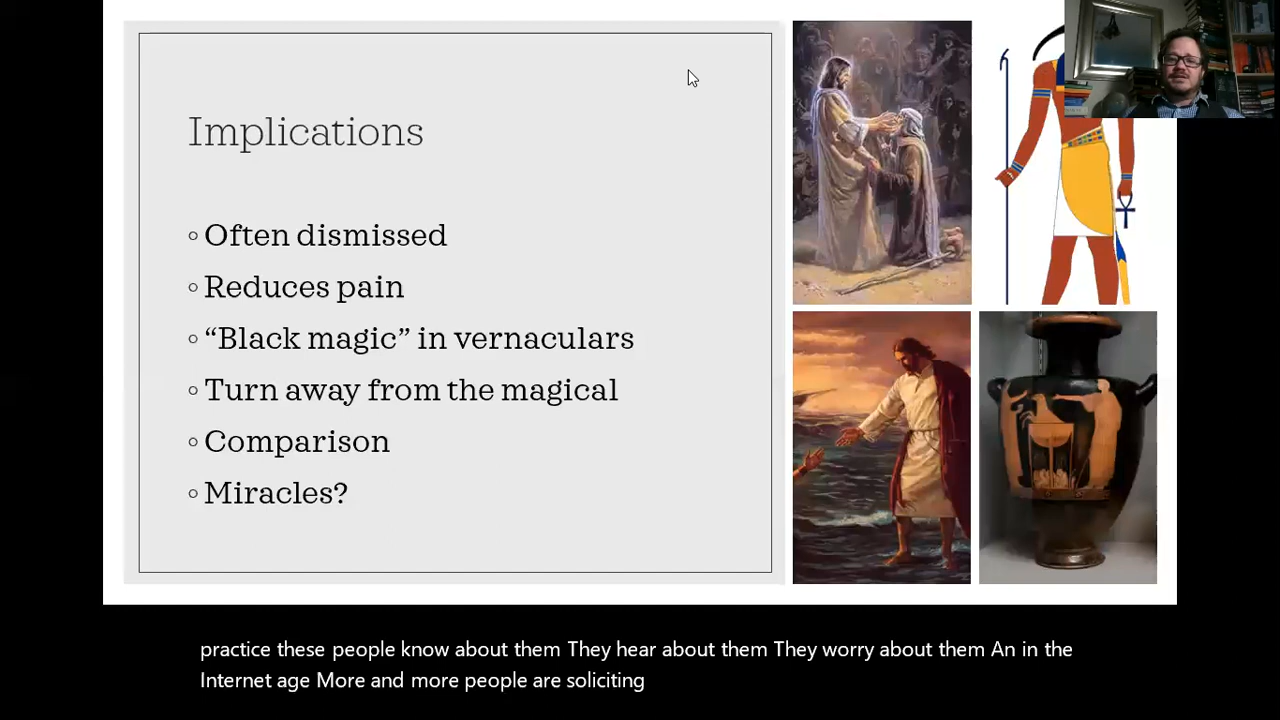 Implications
◦ Often dismissed
◦ Reduces pain
◦ “Black magic” in vernaculars
◦ Turn away from the magical
◦ Comparison
◦ Miracles?
practice these people know about them They hear about them They worry about them An in the
Internet age More and more people are soliciting